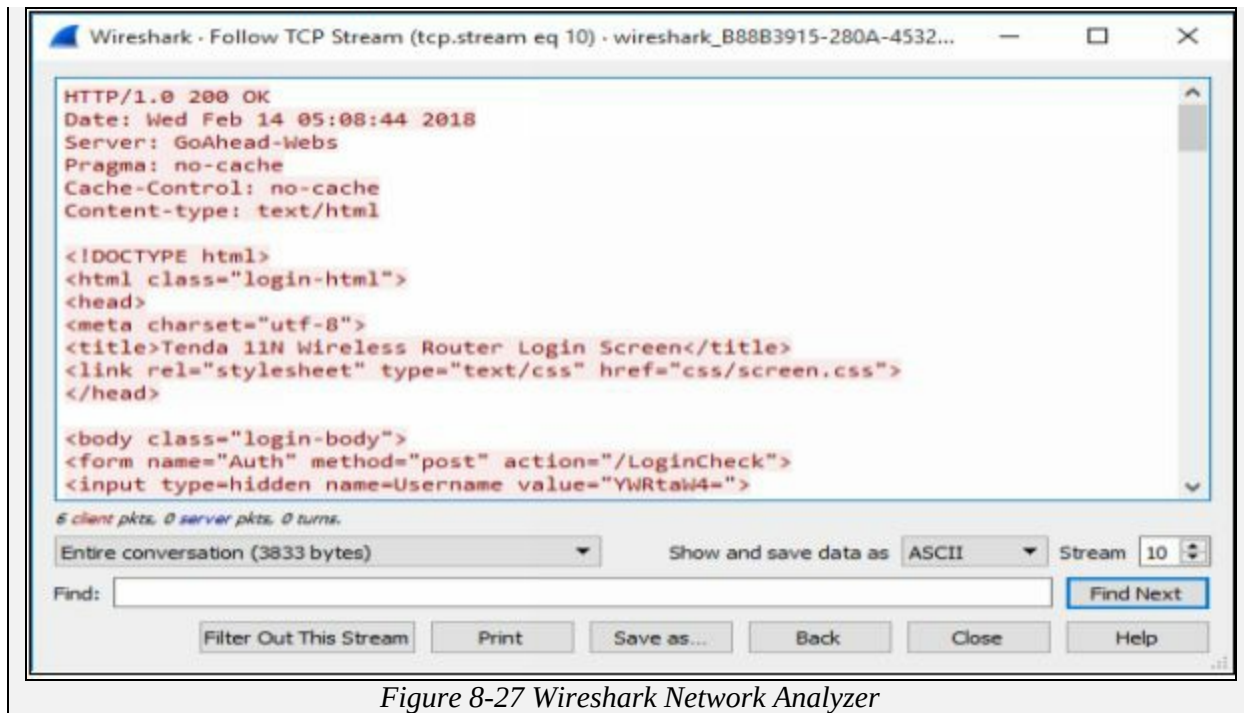 Wireshark · Follow TCP Stream (tcp.stream eq 10) · wireshark_B88B3915-280A-4532...
HTTP/1.0 200 OK
Date: Wed Feb 14 05:08:44 2018
Server: GoAhead-Webs
Pragma: no-cache
Cache-Control: no-cache
Content-type: text/html
<!DOCTYPE html>
<html class="login-html">
<head>
<meta charset="utf-8">
<title>Tenda 11N Wireless Router Login Screen</title>
<link rel="stylesheet" type="text/css" href="css/screen.css">
</head>
<body class="login-body">
<form name="Auth" method="post" action="/LoginCheck">
<input type=hidden name=Username value="YWRtaW4=">
6 client pkts, 0 server pkts, 0 turns.
Entire conversation (3833 bytes) Show and save data as ASCII Stream 10
Find: Find Next
Filter Out This Stream Print Save as... Back Close Help
Figure 8-27 Wireshark Network Analyzer